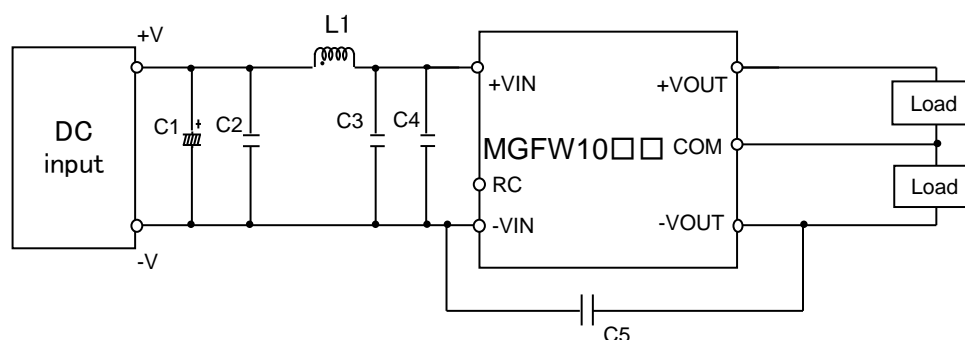 +V
L1
+VIN
+VOUT
Load
C1
+
C2
C3
C4
DC
input
MGFW10□□
COM
RC
Load
-VIN
-VOUT
-V
C5